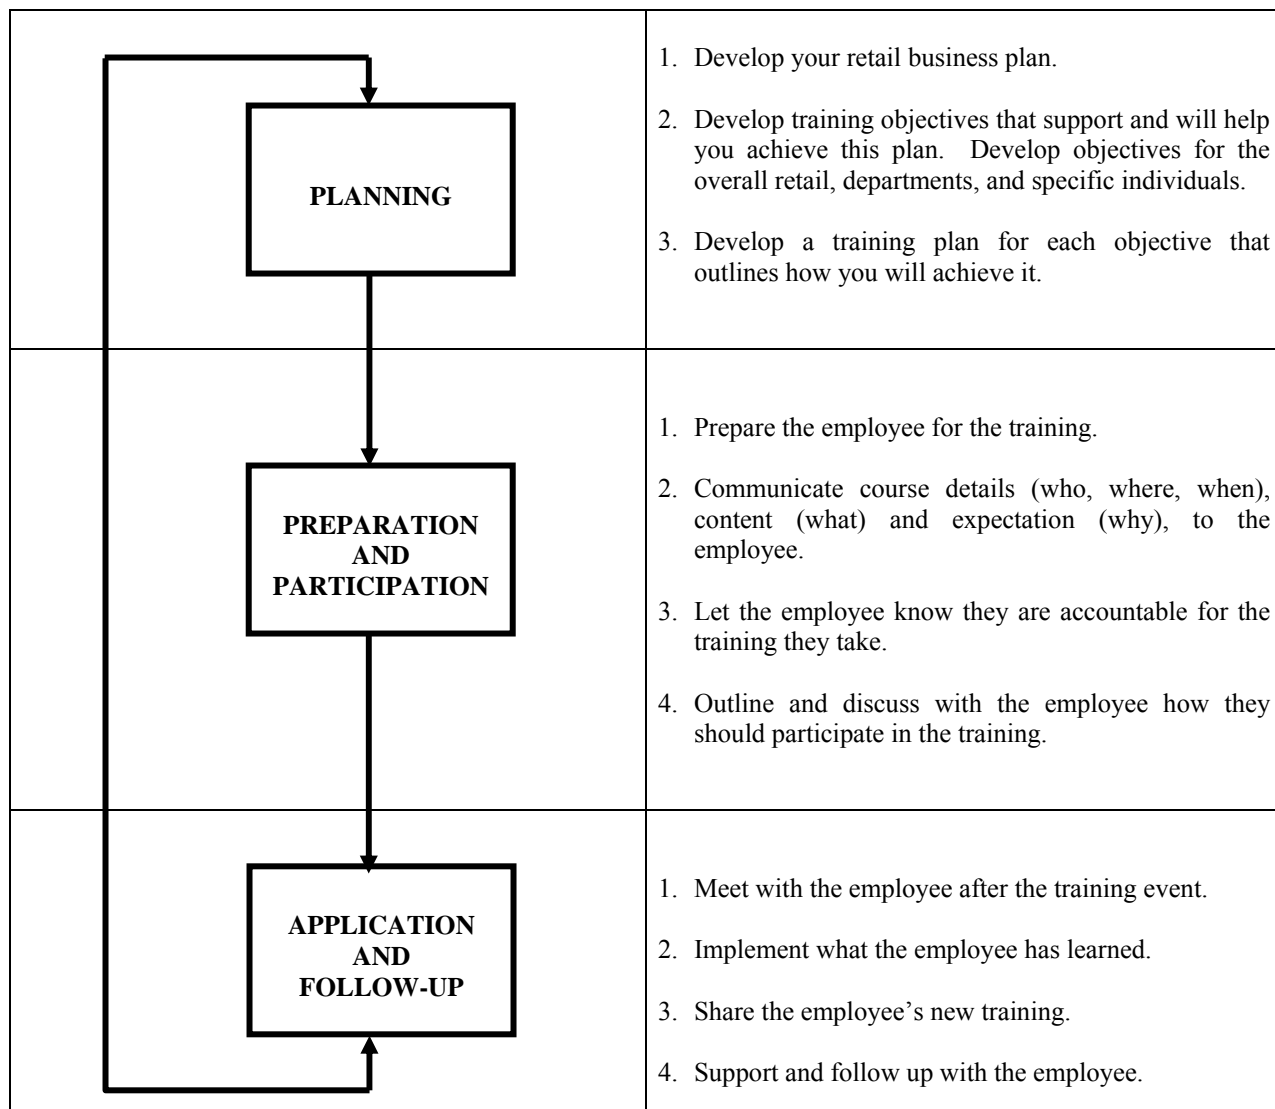 PLANNING
1. Develop your retail business plan.
2. Develop training objectives that support and will help
you achieve this plan. Develop objectives for the
overall retail, departments, and specific individuals.
3. Develop a training plan for each objective that
outlines how you will achieve it.
PREPARATION
AND
PARTICIPATION
1. Prepare the employee for the training.
2. Communicate course details (who, where, when),
content (what) and expectation (why), to the
employee.
3. Let the employee know they are accountable for the
training they take.
4. Outline and discuss with the employee how they
should participate in the training.
APPLICATION
AND
FOLLOW-UP
1. Meet with the employee after the training event.
2. Implement what the employee has learned.
3. Share the employee’s new training.
4. Support and follow up with the employee.